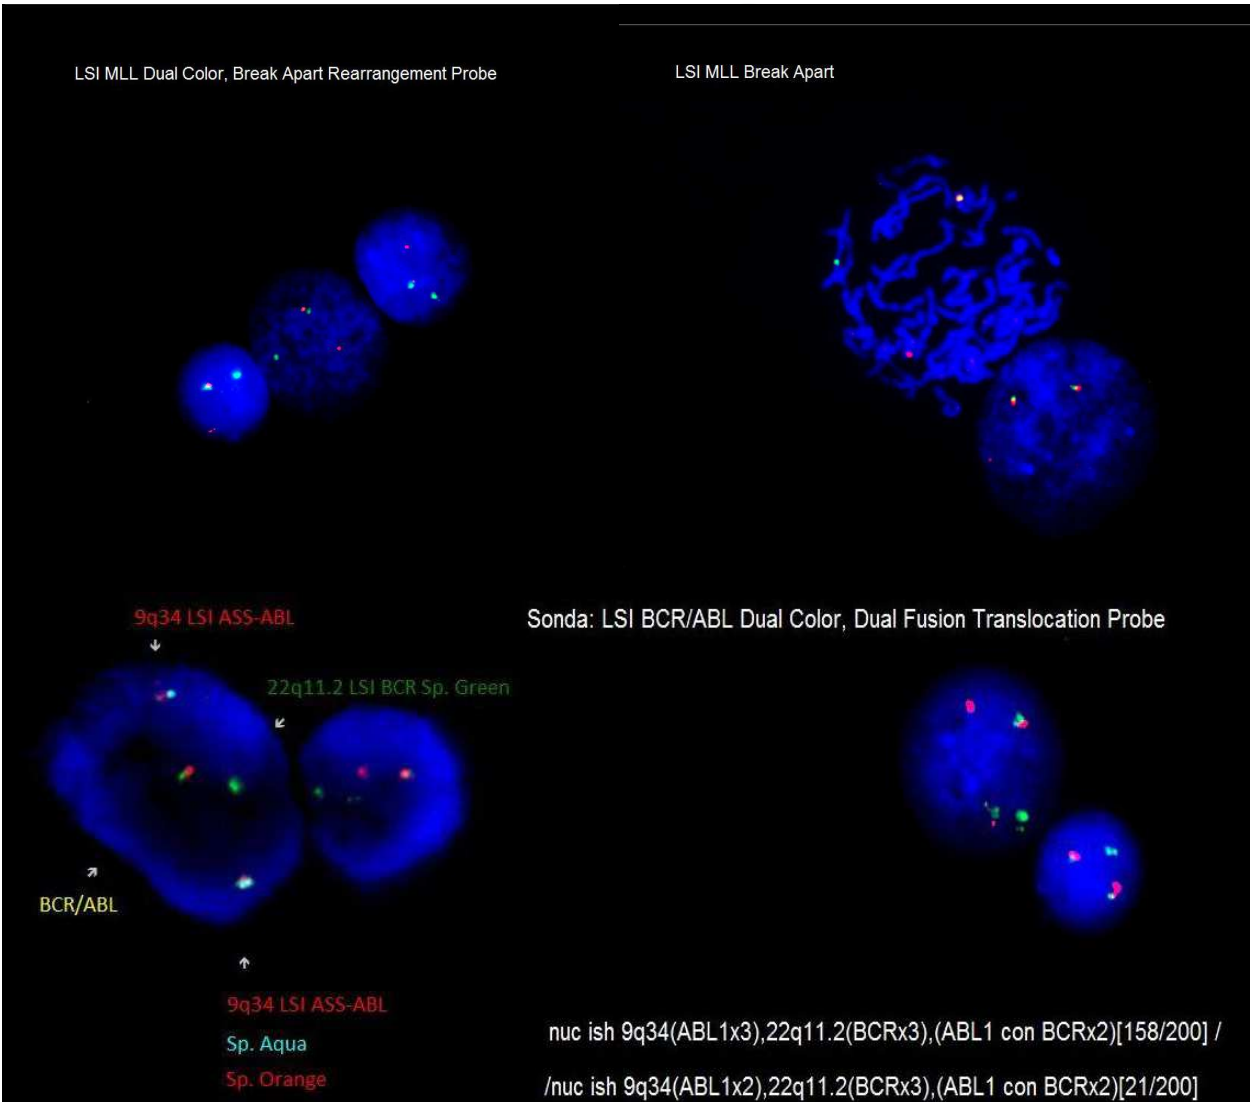 LSI MLL Dual Color, Break Apart Rearrangement Probe
LSI MLL Break Apart
9q34 LSI ASS-ABL
22q11.2 LSI BCR Sp. Green
BCR/ABL
9q34 LSI ASS-ABL
Sp. Aqua
Sp. Orange
Sonda: LSI BCR/ABL Dual Color, Dual Fusion Translocation Probe
nuc ish 9q34(ABL1x3),22q11.2(BCRx3),(ABL1 con BCRx2)[158/200] /
/nuc ish 9q34(ABL1x2),22q11.2(BCRx3),(ABL1 con BCRx2)[21/200]